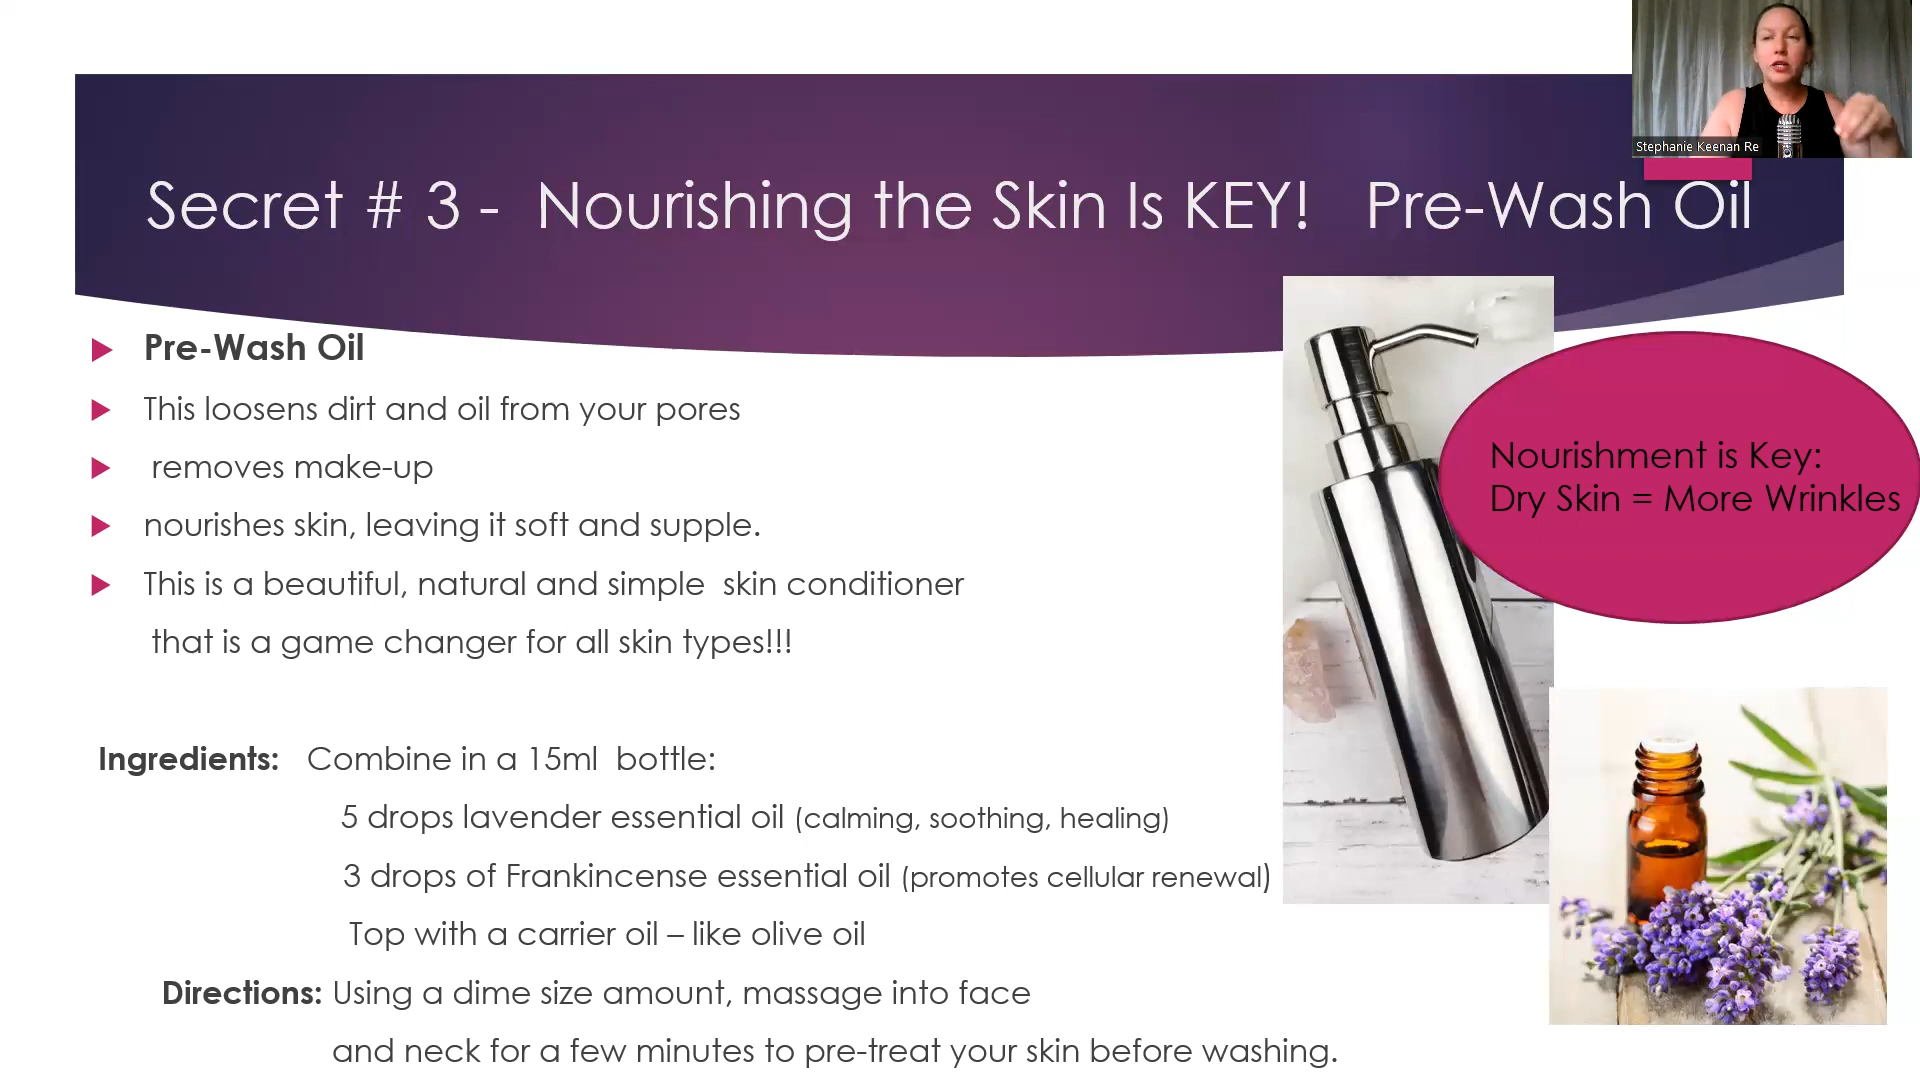 Stephanie Keenan Re
Secret # 3 - Nourishing the Skin Is KEY! Pre-Wash Oil
Pre-Wash Oil
This loosens dirt and oil from your pores
removes make-up
nourishes skin, leaving it soft and supple.
This is a beautiful, natural and simple skin conditioner
that is a game changer for all skin types!!!
Nourishment is Key:
Dry Skin = More Wrinkles
Ingredients: Combine in a 15ml bottle:
5 drops lavender essential oil (calming, soothing, healing)
3 drops of Frankincense essential oil (promotes cellular renewal)
Top with a carrier oil – like olive oil
Directions: Using a dime size amount, massage into face
and neck for a few minutes to pre-treat your skin before washing.